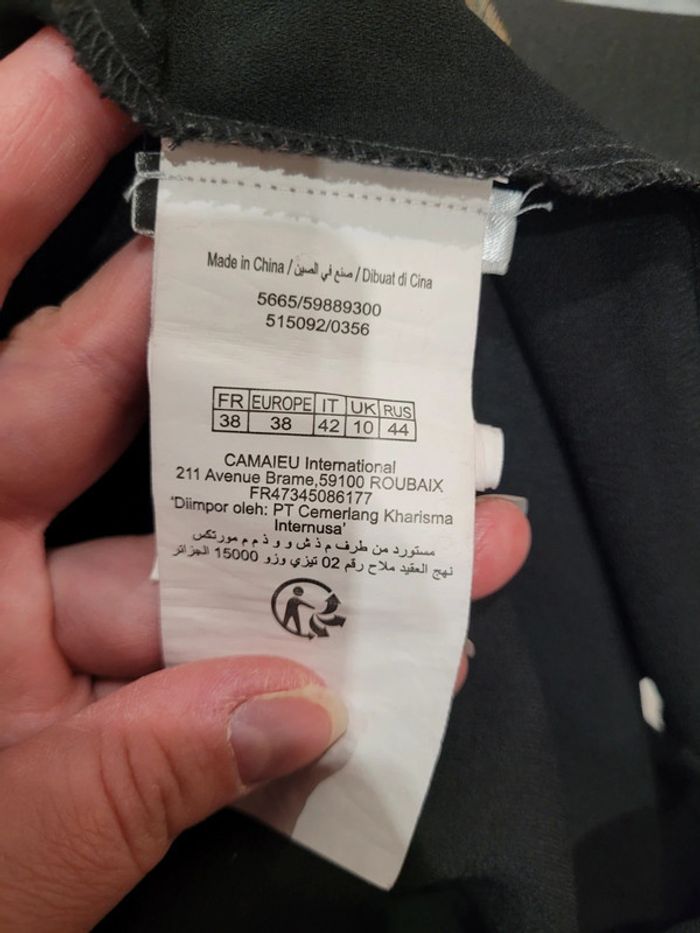 Made in China / صنع في الصين / Dibuat di Cina
5665/59889300
515092/0356
FR EUROPE IT UK RUS
38 38 42 10 44
CAMAIEU International
211 Avenue Brame,59100 ROUBAIX
FR47345086177
'Diimpor oleh: PT Cemerlang Kharisma
Internusa'
مستورد من طرف م ذ ش و و ذ م م مورتكس
نهج العقيد ملاح رقم 02 تيزي وزو 15000 الجزائر